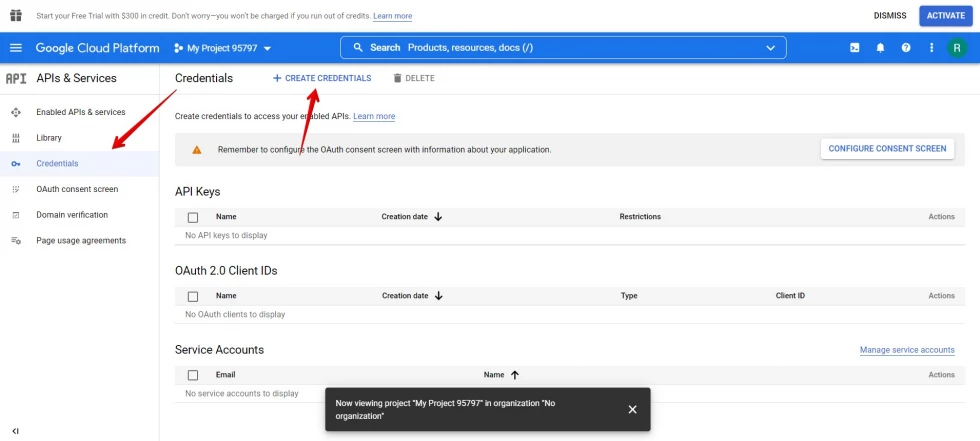 Start your Free Trial with $300 in credit. Don't worry—you won't be charged if you run out of credits. Learn more DISMISS ACTIVATE
Google Cloud Platform My Project 95797 Search Products, resources, docs (/) R
API APIs & Services Credentials + CREATE CREDENTIALS DELETE
Enabled APIs & services
Library
Credentials
OAuth consent screen
Domain verification
Page usage agreements
Create credentials to access your enabled APIs. Learn more
Remember to configure the OAuth consent screen with information about your application. CONFIGURE CONSENT SCREEN
API Keys
Name Creation date Restrictions Actions
No API keys to display
OAuth 2.0 Client IDs
Name Creation date Type Client ID Actions
No OAuth clients to display
Service Accounts Manage service accounts
Email Name Actions
No service accounts to display
Now viewing project "My Project 95797" in organization "No
organization"